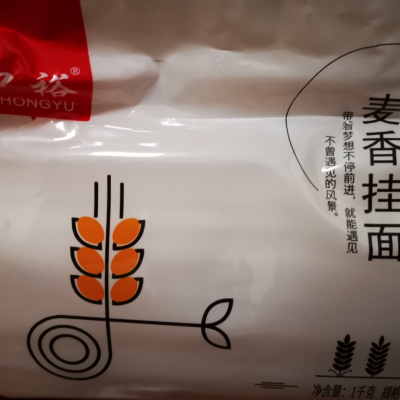 裕®
HONGYU
麦香挂面
带着梦想不停前进，就能遇见
不曾遇见的风景。
净含量：1千克